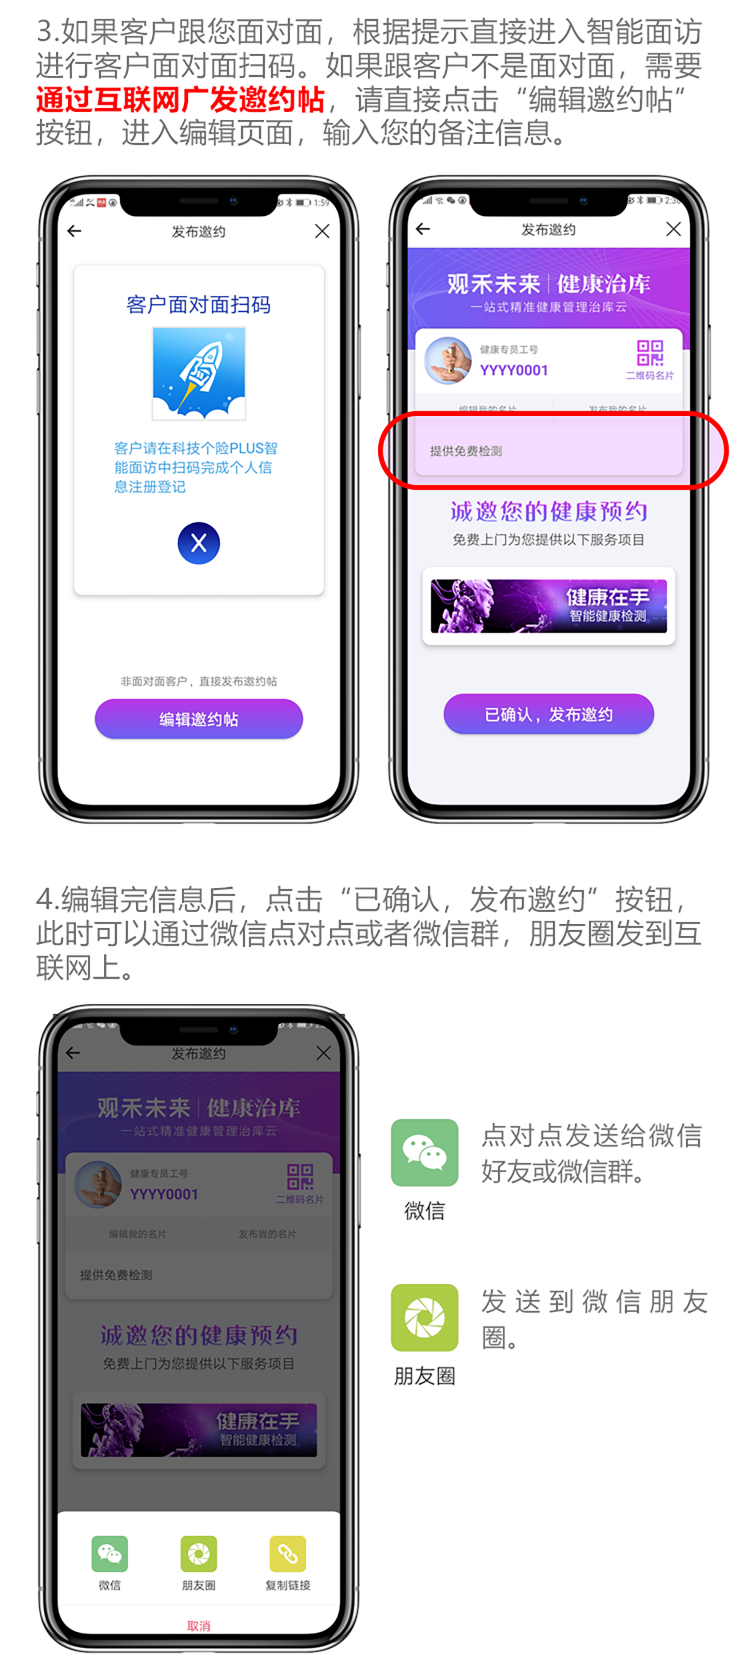 3.如果客户跟您面对面，根据提示直接进入智能面访
进行客户面对面扫码。如果跟客户不是面对面，需要
通过互联网广发邀约帖，请直接点击“编辑邀约帖”
按钮，进入编辑页面，输入您的备注信息。
1:59
发布邀约
客户面对面扫码
客户请在科技个险PLUS智
能面访中扫码完成个人信
息注册登记
X
非面对面客户，直接发布邀约帖
编辑邀约帖
发布邀约
观禾未来|健康治库
一站式精准健康管理治库云
健康专员工号
YYYY0001
二维码名片
编辑我的名片 发布我的名片
提供免费检测
诚邀您的健康预约
免费上门为您提供以下服务项目
健康在手
智能健康检测
已确认，发布邀约
4.编辑完信息后，点击“已确认，发布邀约”按钮，
此时可以通过微信点对点或者微信群，朋友圈发到互
联网上。
发布邀约
观禾未来|健康治库
一站式精准健康管理治库云
健康专员工号
YYYY0001
二维码名片
编辑我的名片 发布我的名片
提供免费检测
诚邀您的健康预约
免费上门为您提供以下服务项目
健康在手
智能健康检测
微信 朋友圈 复制链接
取消
点对点发送给微信
好友或微信群。
微信
发送到微信朋友
圈。
朋友圈